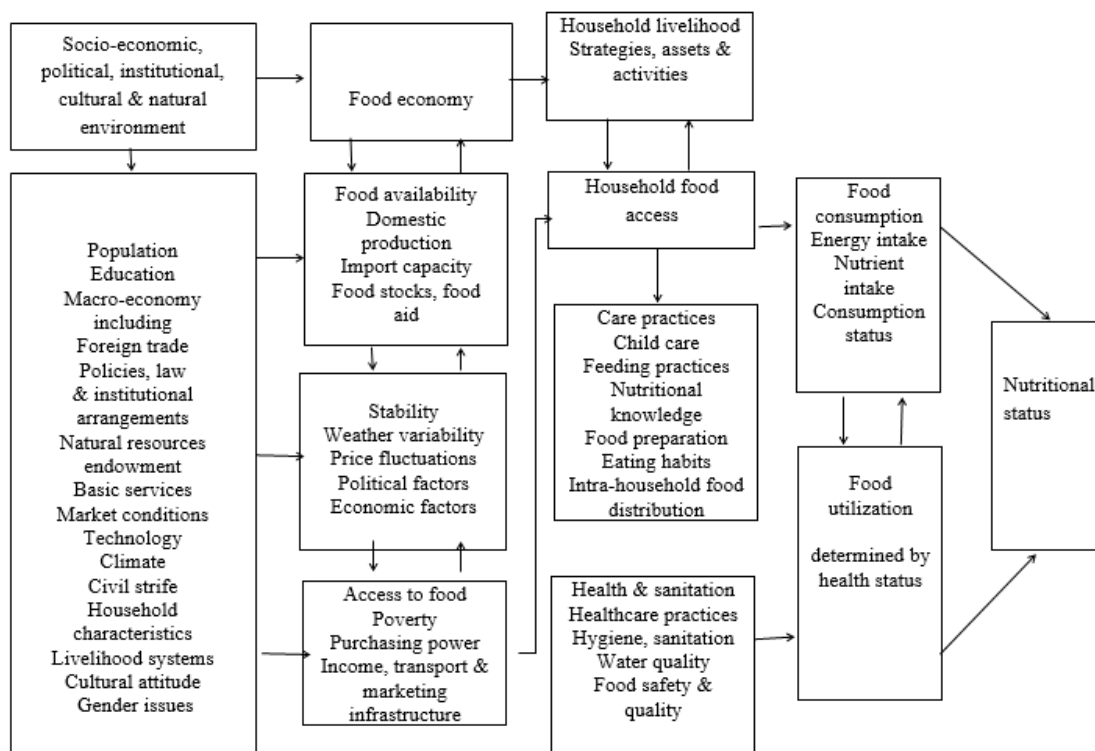 Socio-economic,
political, institutional,
cultural & natural
environment
Food economy
Household livelihood
Strategies, assets &
activities
Population
Education
Macro-economy
including
Foreign trade
Policies, law
& institutional
arrangements
Natural resources
endowment
Basic services
Market conditions
Technology
Climate
Civil strife
Household
characteristics
Livelihood systems
Cultural attitude
Gender issues
Food availability
Domestic
production
Import capacity
Food stocks, food
aid
Stability
Weather variability
Price fluctuations
Political factors
Economic factors
Access to food
Poverty
Purchasing power
Income, transport &
marketing
infrastructure
Household food
access
Care practices
Child care
Feeding practices
Nutritional
knowledge
Food preparation
Eating habits
Intra-household food
distribution
Health & sanitation
Healthcare practices
Hygiene, sanitation
Water quality
Food safety &
quality
Food
consumption
Energy intake
Nutrient
intake
Consumption
status
Food
utilization
determined by
health status
Nutritional
status